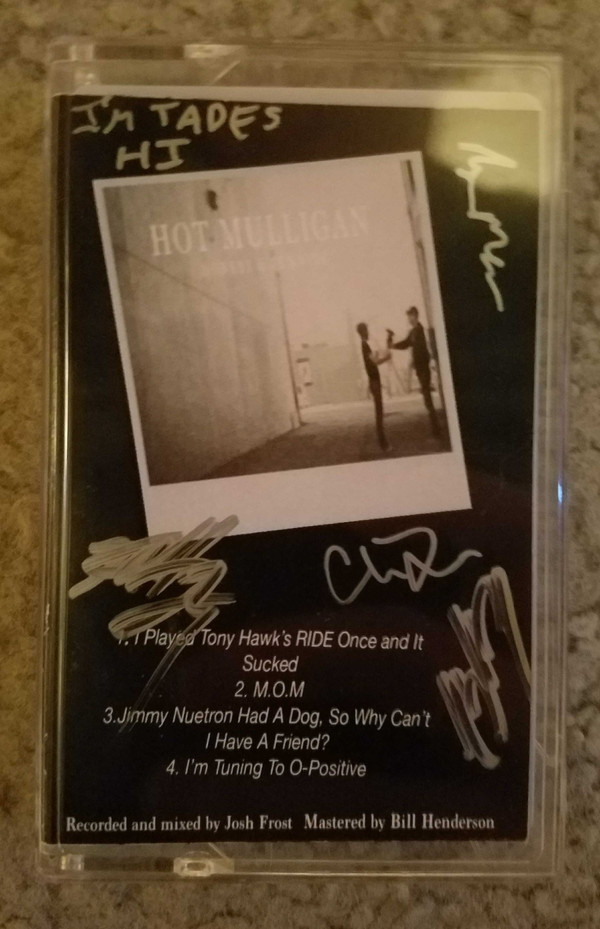 I'm TADES
HI
HOT MULLIGAN
1. I Played Tony Hawk's RIDE Once and It
Sucked
2. M.O.M
3.Jimmy Nuetron Had A Dog, So Why Can't
I Have A Friend?
4. I'm Tuning To O-Positive
Recorded and mixed by Josh Frost Mastered by Bill Henderson